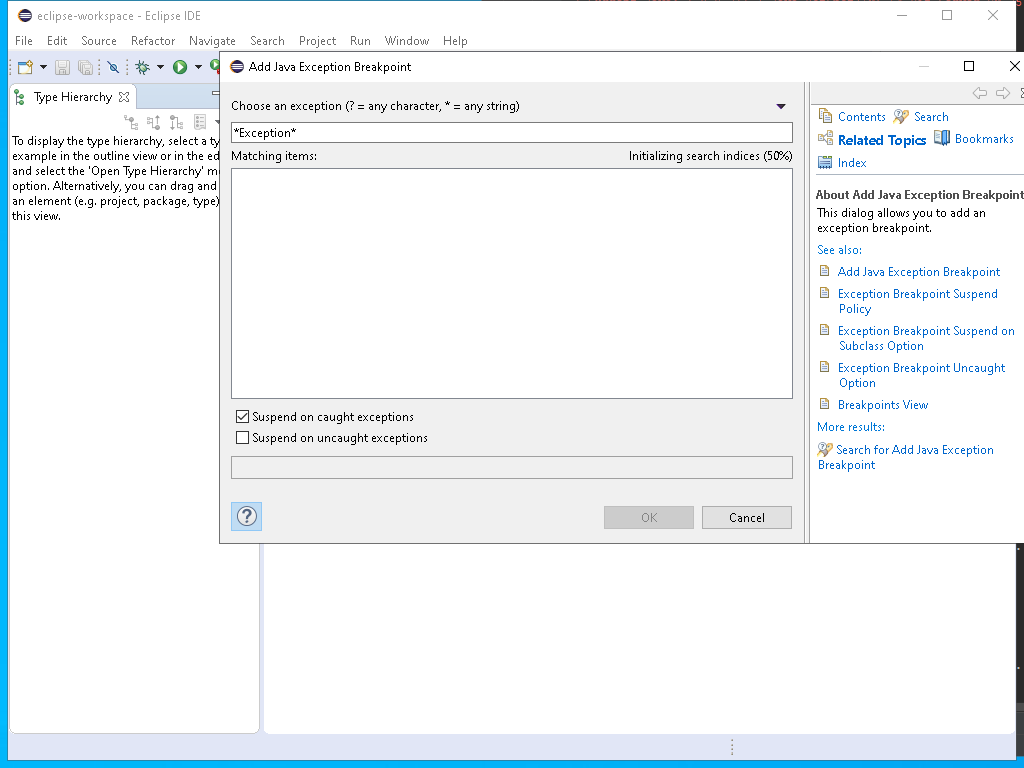 eclipse-workspace - Eclipse IDE
File Edit Source Refactor Navigate Search Project Run Window Help
Type Hierarchy
To display the type hierarchy, select a ty
example in the outline view or in the ed
and select the 'Open Type Hierarchy' m
option. Alternatively, you can drag and
an element (e.g. project, package, type)
this view.
Add Java Exception Breakpoint
Choose an exception (? = any character, * = any string)
*Exception*
Matching items: Initializing search indices (50%)
Suspend on caught exceptions
Suspend on uncaught exceptions
OK Cancel
Contents Search
Related Topics Bookmarks
Index
About Add Java Exception Breakpoint
This dialog allows you to add an
exception breakpoint.
See also:
Add Java Exception Breakpoint
Exception Breakpoint Suspend
Policy
Exception Breakpoint Suspend on
Subclass Option
Exception Breakpoint Uncaught
Option
Breakpoints View
More results:
Search for Add Java Exception
Breakpoint